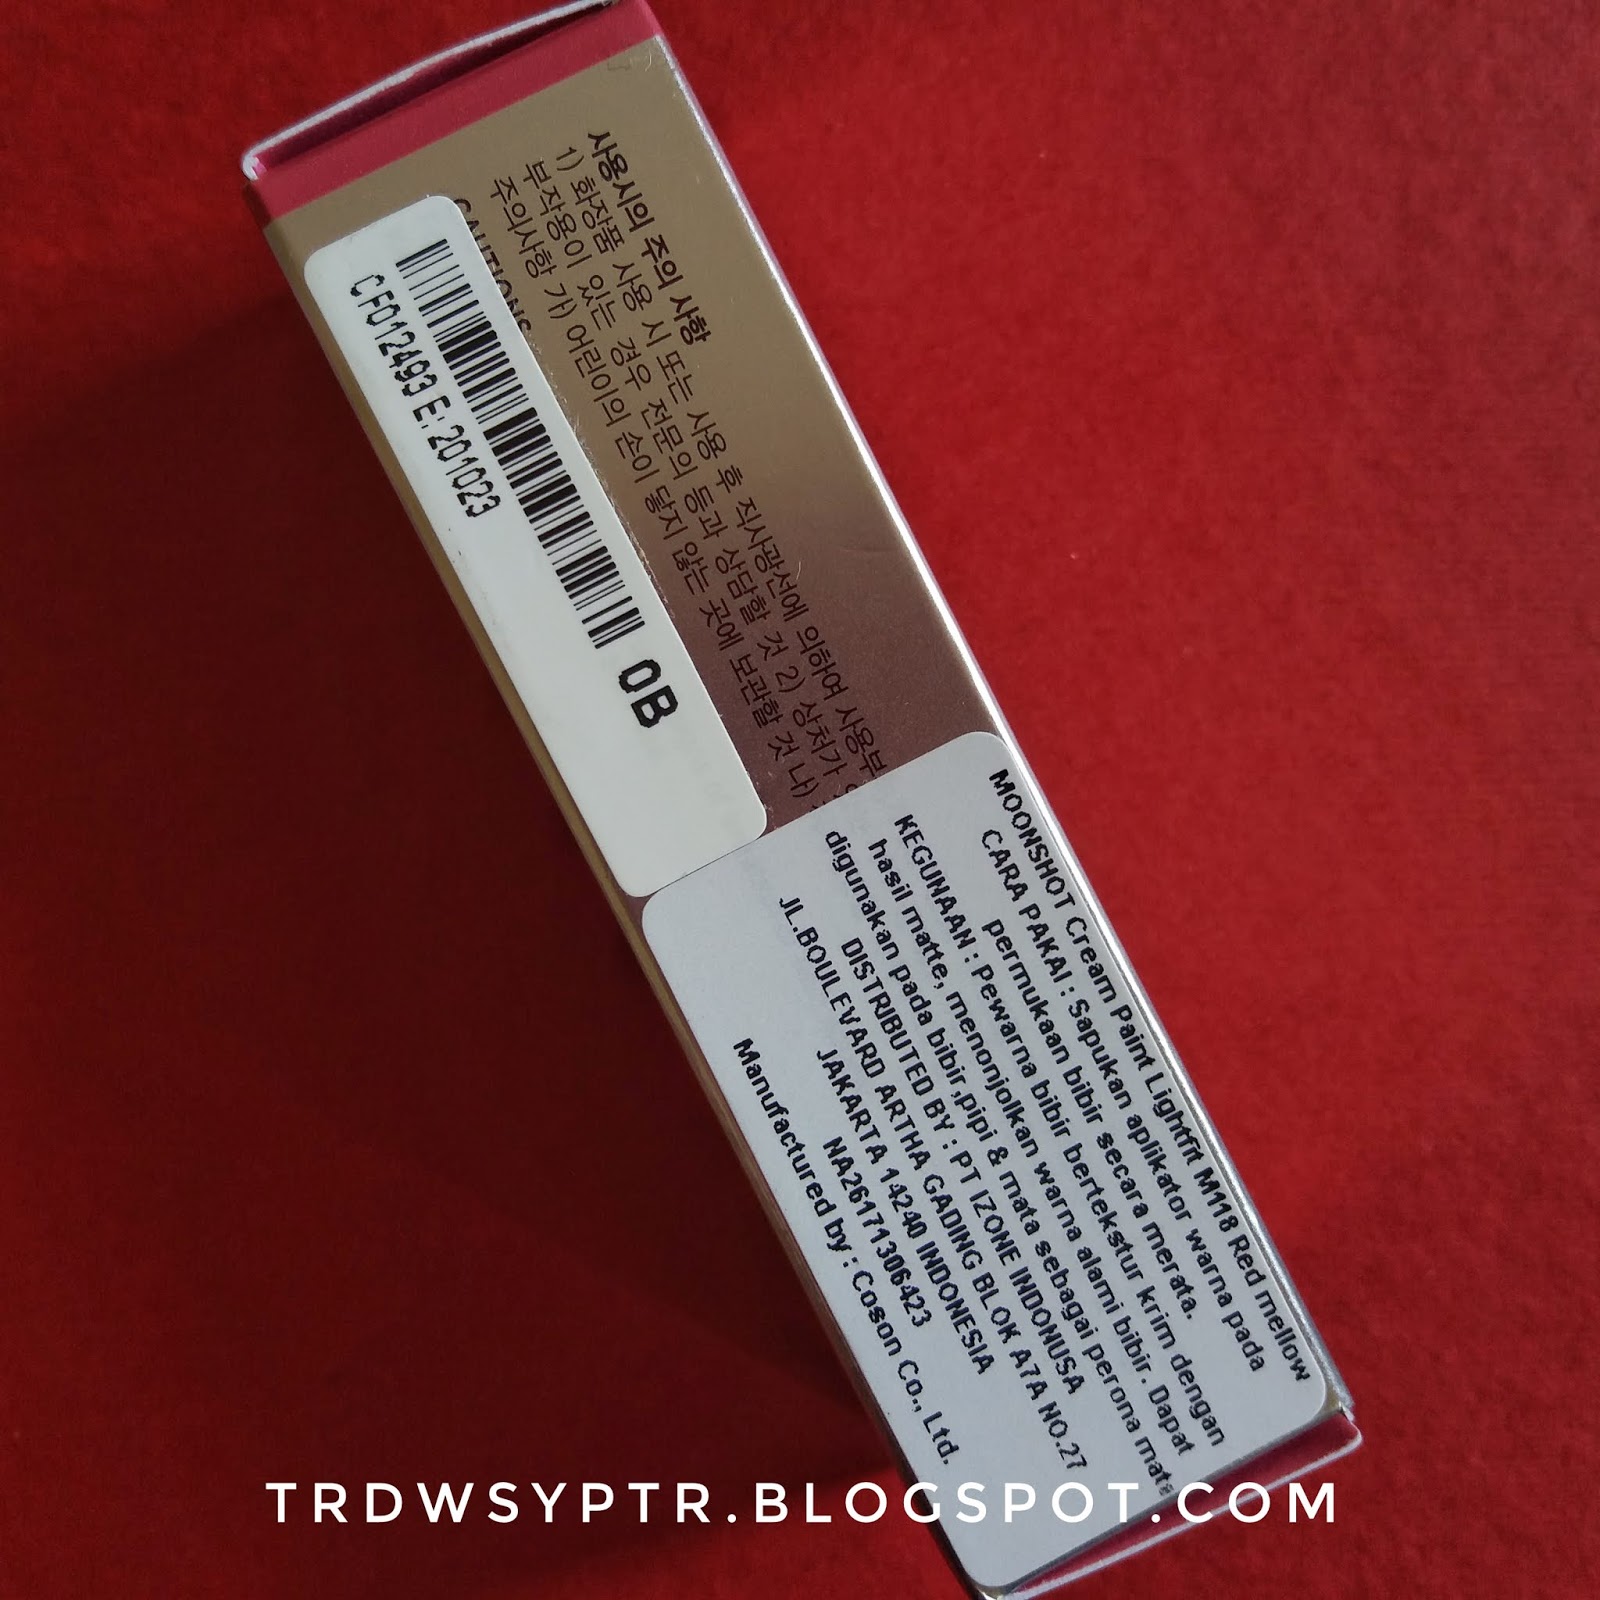 사용시의 주의 사항
1) 화장품 사용 시 또는 사용 후 직사광선에 의하여 사용부
부작용이 있는 경우 전문의 등과 상담할 것 2) 상처가
주의사항 가) 어린이의 손이 닿지 않는 곳에 보관할 것 나)
CAUTIONS
CF012493 E: 201023
0B
MOONSHOT Cream Paint Lightfit M118 Red mellow
CARA PAKAI : Sapukan aplikator warna pada
permukaan bibir secara merata.
KEGUNAAN : Pewarna bibir bertekstur krim dengan
hasil matte, menonjolkan warna alami bibir. Dapat
digunakan pada bibir,pipi & mata sebagai perona mata
DISTRIBUTED BY : PT IZONE INDONUSA
JL.BOULEVARD ARTHA GADING BLOK A7A NO.27
JAKARTA 14240 INDONESIA
NA26171306423
Manufactured by : Coson Co., Ltd.
TRDWSYPTR.BLOGSPOT.COM